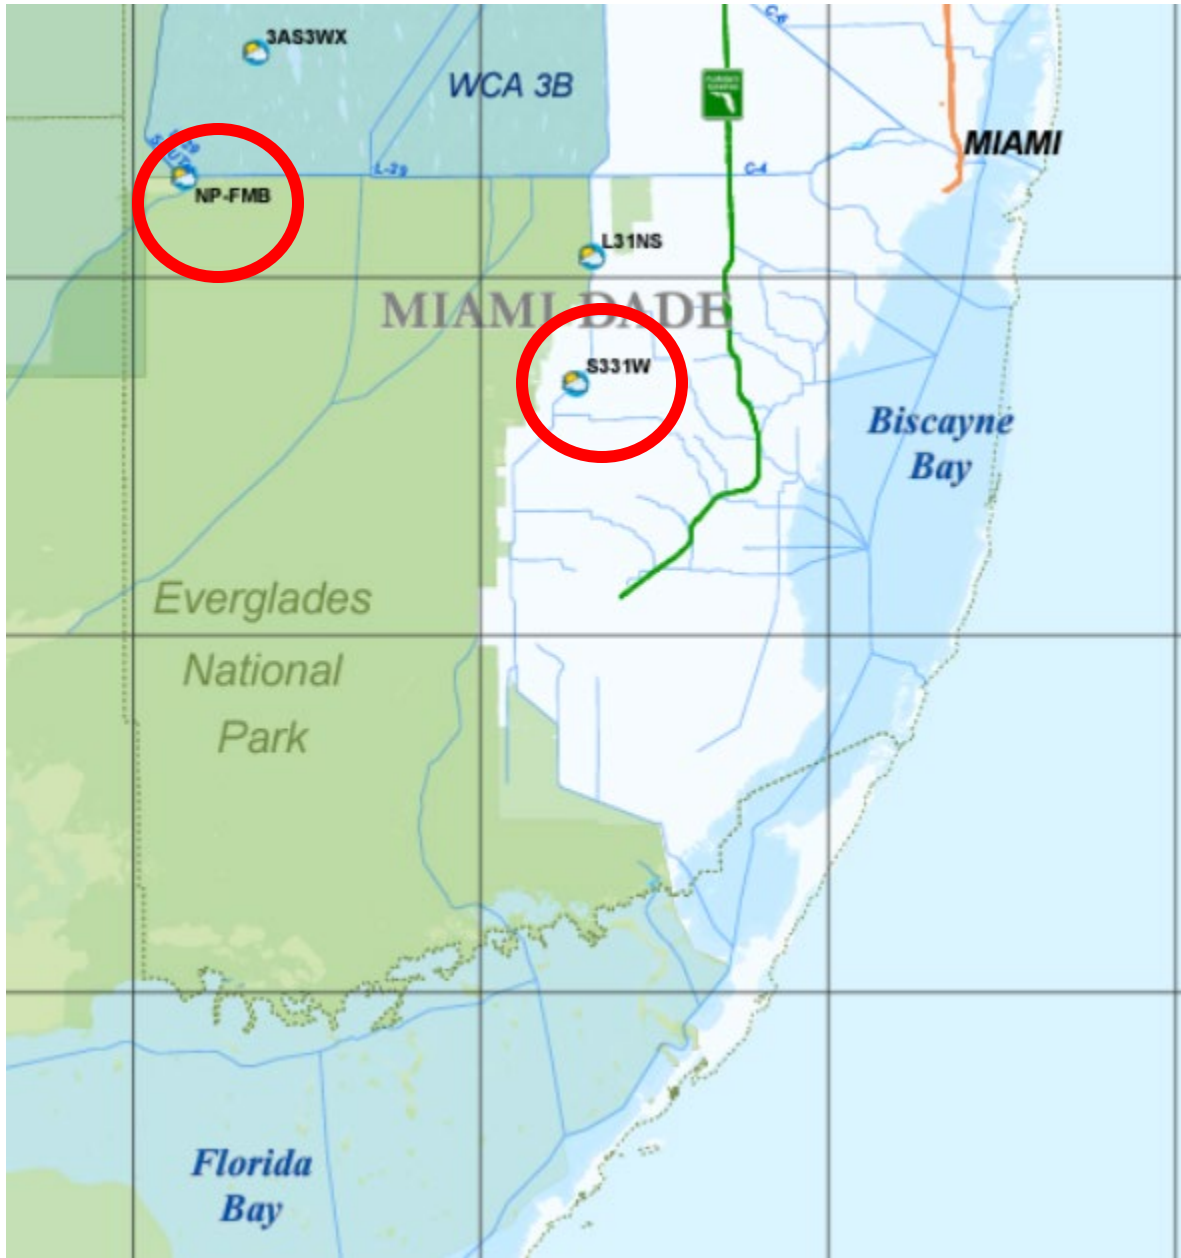 C-6
3AS3WX
WCA 3B
MIAMI
L-29
C-4
NP-FMB
L31NS
MIAMI-DADE
S331W
Biscayne
Bay
Everglades
National
Park
Florida
Bay